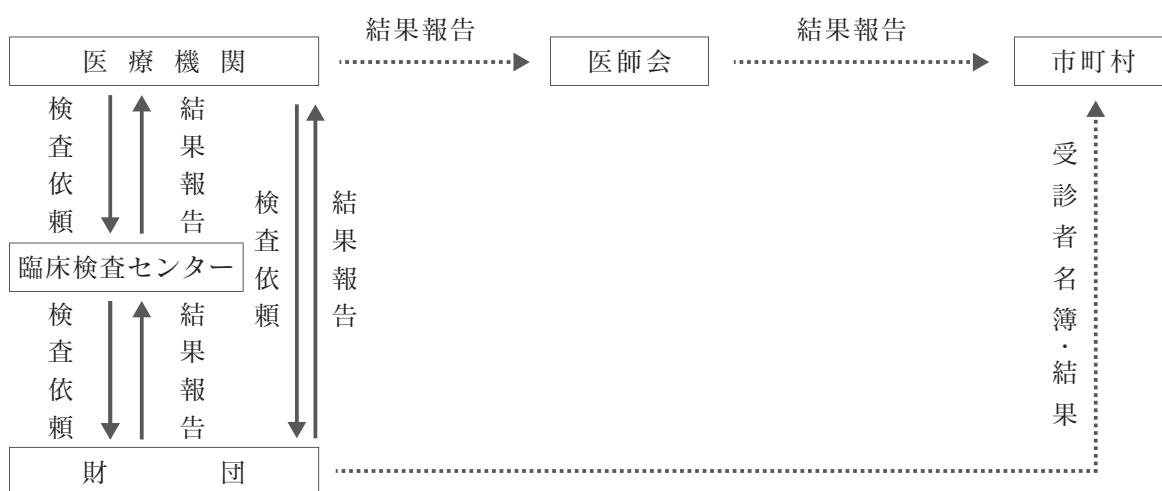 結果報告
結果報告
医療機関
医師会
市町村
検査依頼
結果報告
検査依頼
結果報告
受診者名簿・結果
臨床検査センター
検査依頼
結果報告
財団